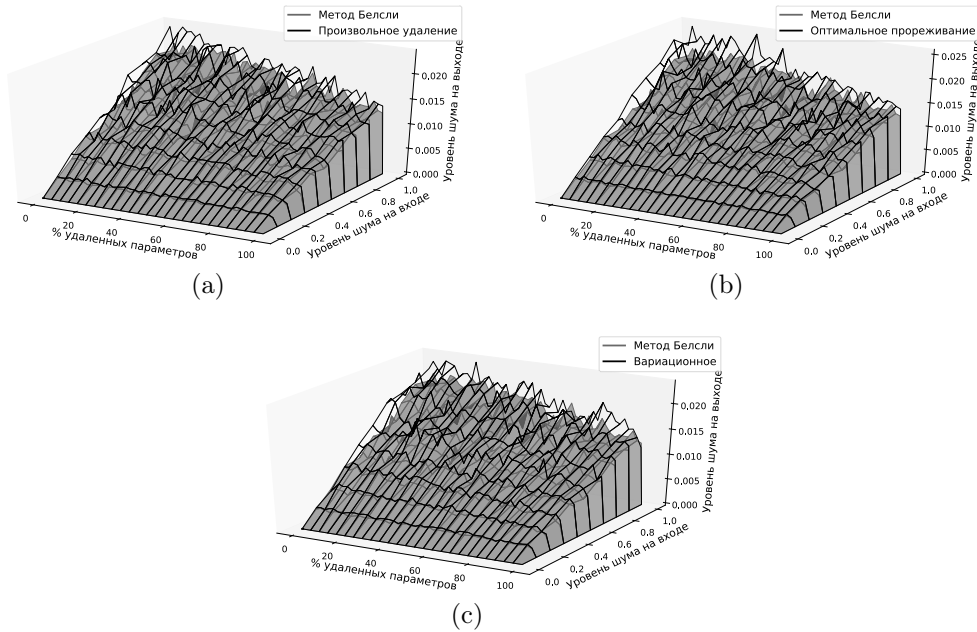 Метод Белсли
Произвольное удаление
0,020
0,015
0,010
0,005
0,000
Уровень шума на выходе
0
20
40
60
80
100
% удаленных параметров
0,0
0,2
0,4
0,6
0,8
1,0
Уровень шума на входе
(a)
Метод Белсли
Оптимальное прореживание
0,025
0,020
0,015
0,010
0,005
0,000
Уровень шума на выходе
0
20
40
60
80
100
% удаленных параметров
0,0
0,2
0,4
0,6
0,8
1,0
Уровень шума на входе
(b)
Метод Белсли
Вариационное
0,020
0,015
0,010
0,005
0,000
Уровень шума на выходе
0
20
40
60
80
100
% удаленных параметров
0,0
0,2
0,4
0,6
0,8
1,0
Уровень шума на входе
(c)